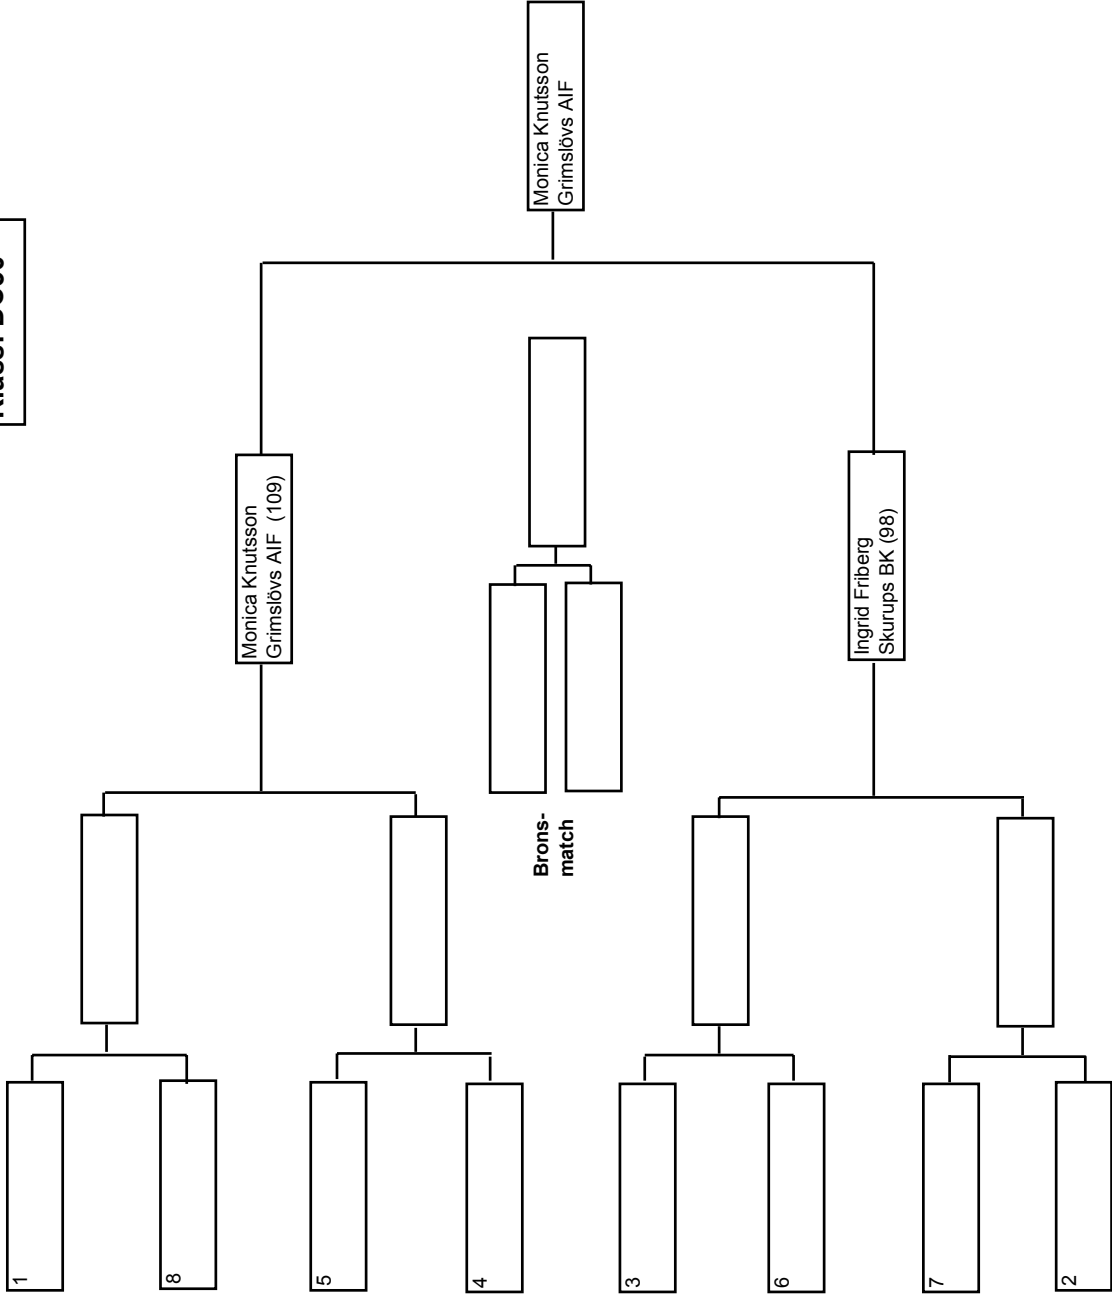 1
8
5
4
3
6
7
2
Monica Knutsson
Grimslövs AIF (109)
Ingrid Friberg
Skurups BK (98)
Brons-
match
Monica Knutsson
Grimslövs AIF